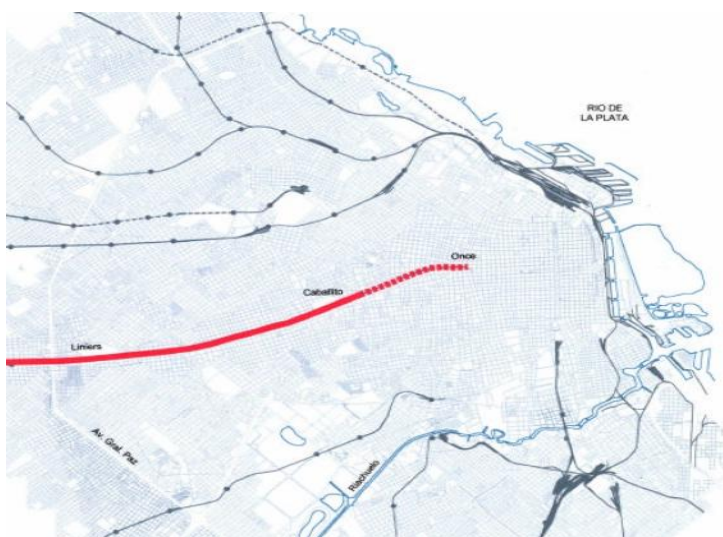 RIO DE
LA PLATA
Once
Caballito
Liniers
Av. Gral. Paz
Riachuelo